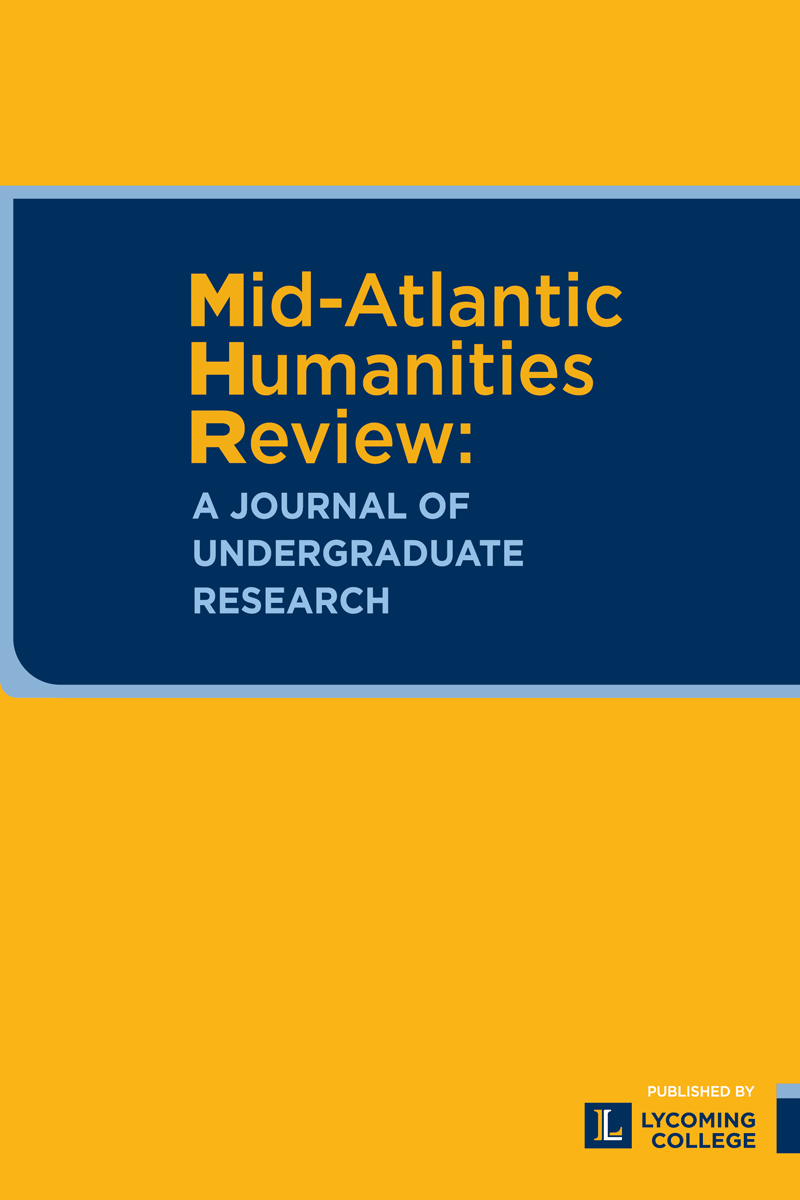 Mid-Atlantic
Humanities
Review:
A JOURNAL OF
UNDERGRADUATE
RESEARCH
PUBLISHED BY
L LYCOMING
COLLEGE